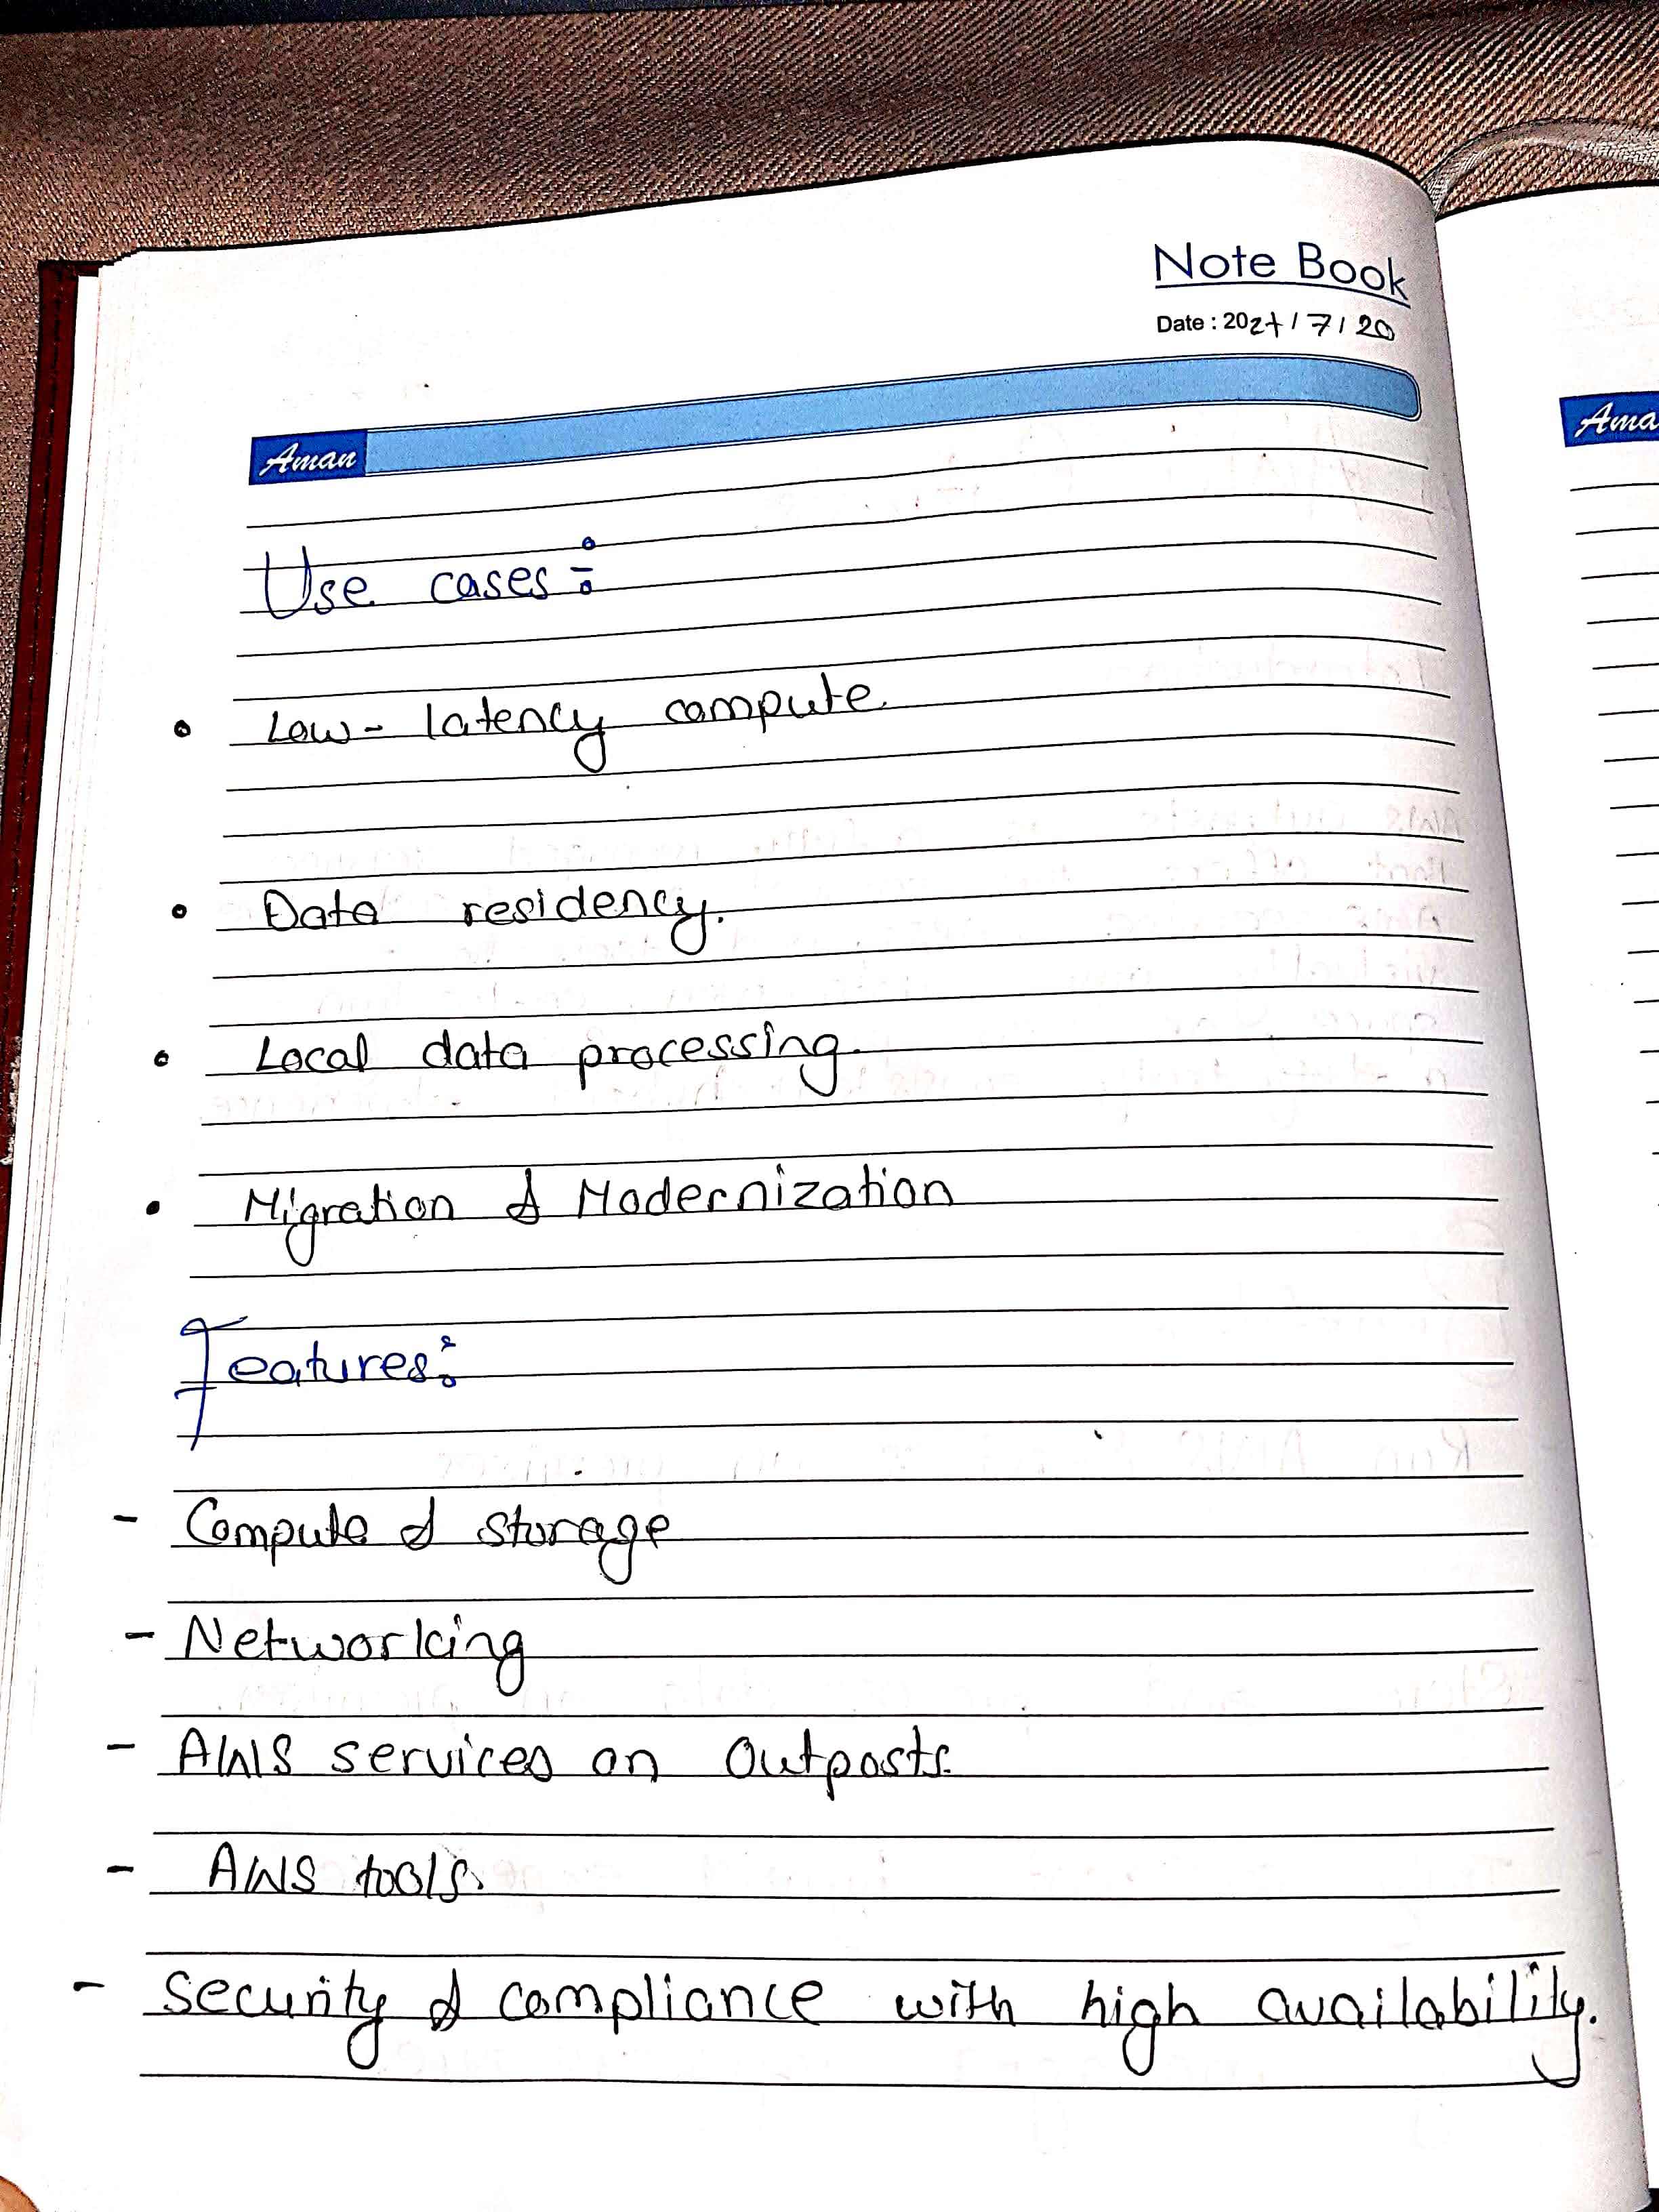 Note Book
Date : 2024 / 7 / 20
Aman
Use cases:
• Low - latency compute.
• Data residency.
• Local data processing.
• Migration & Modernization
Features:
- Compute & storage
- Networking
- AWS services on Outposts.
- AWS tools.
- Security & compliance with high availability.